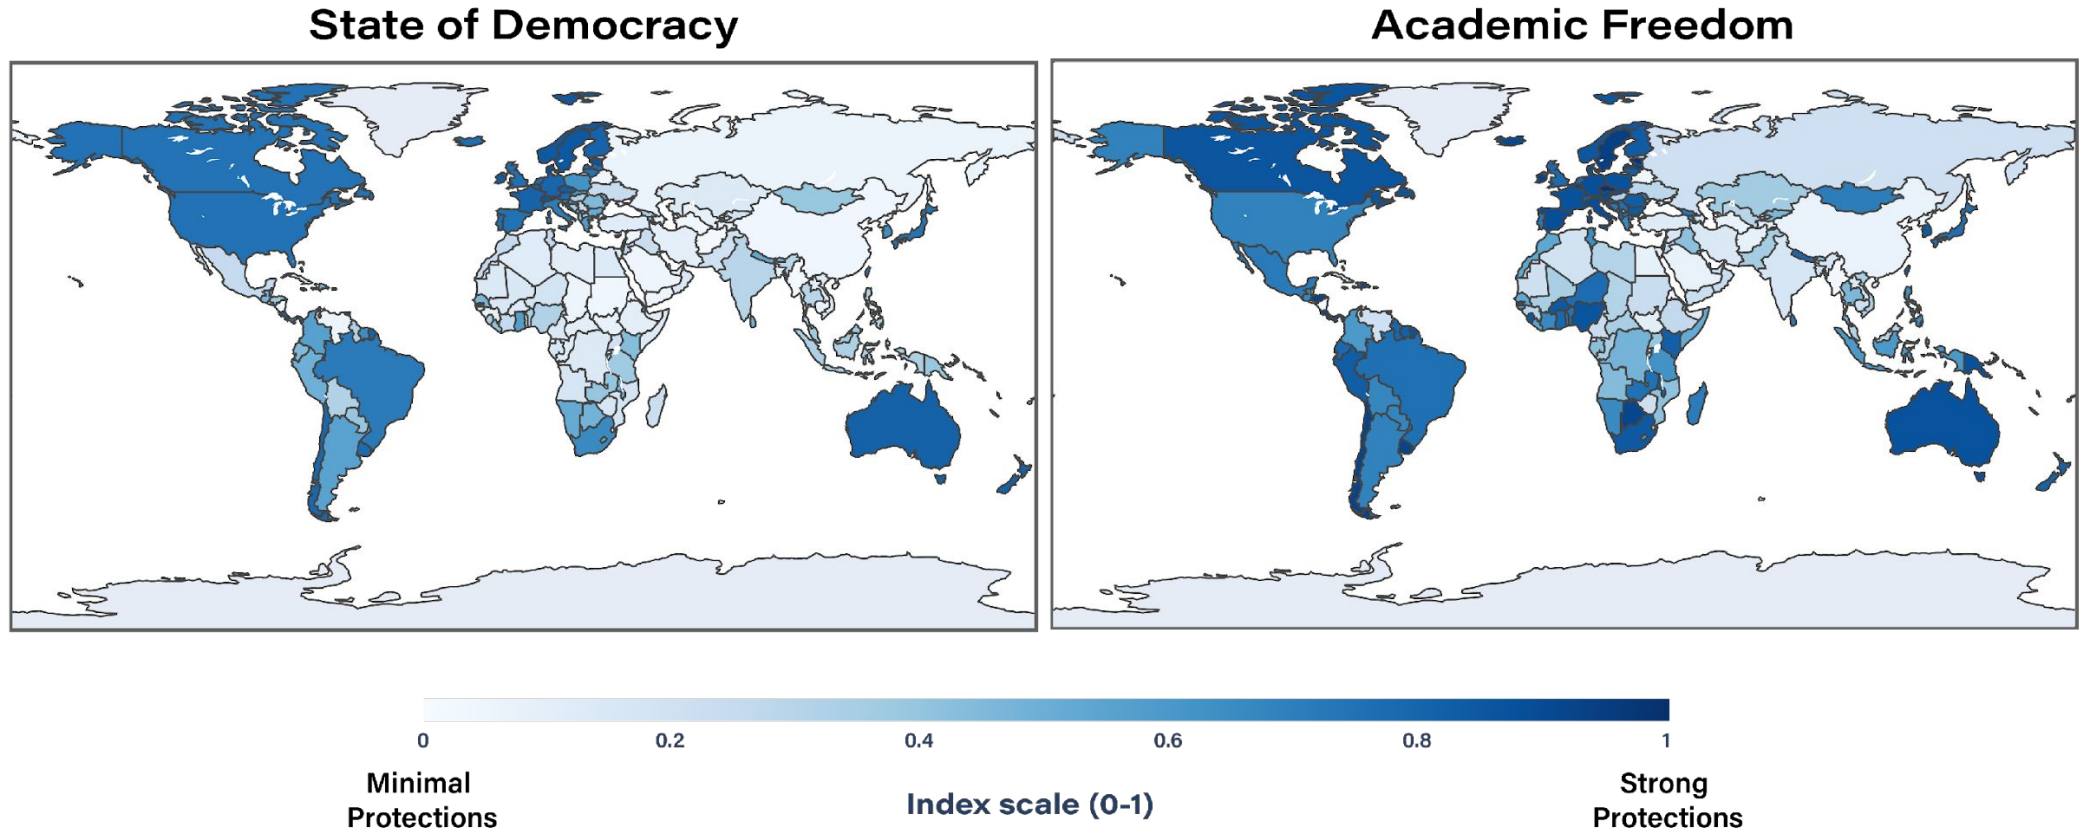 State of Democracy
Academic Freedom
0
0.2
0.4
0.6
0.8
1
Minimal
Protections
Index scale (0-1)
Strong
Protections